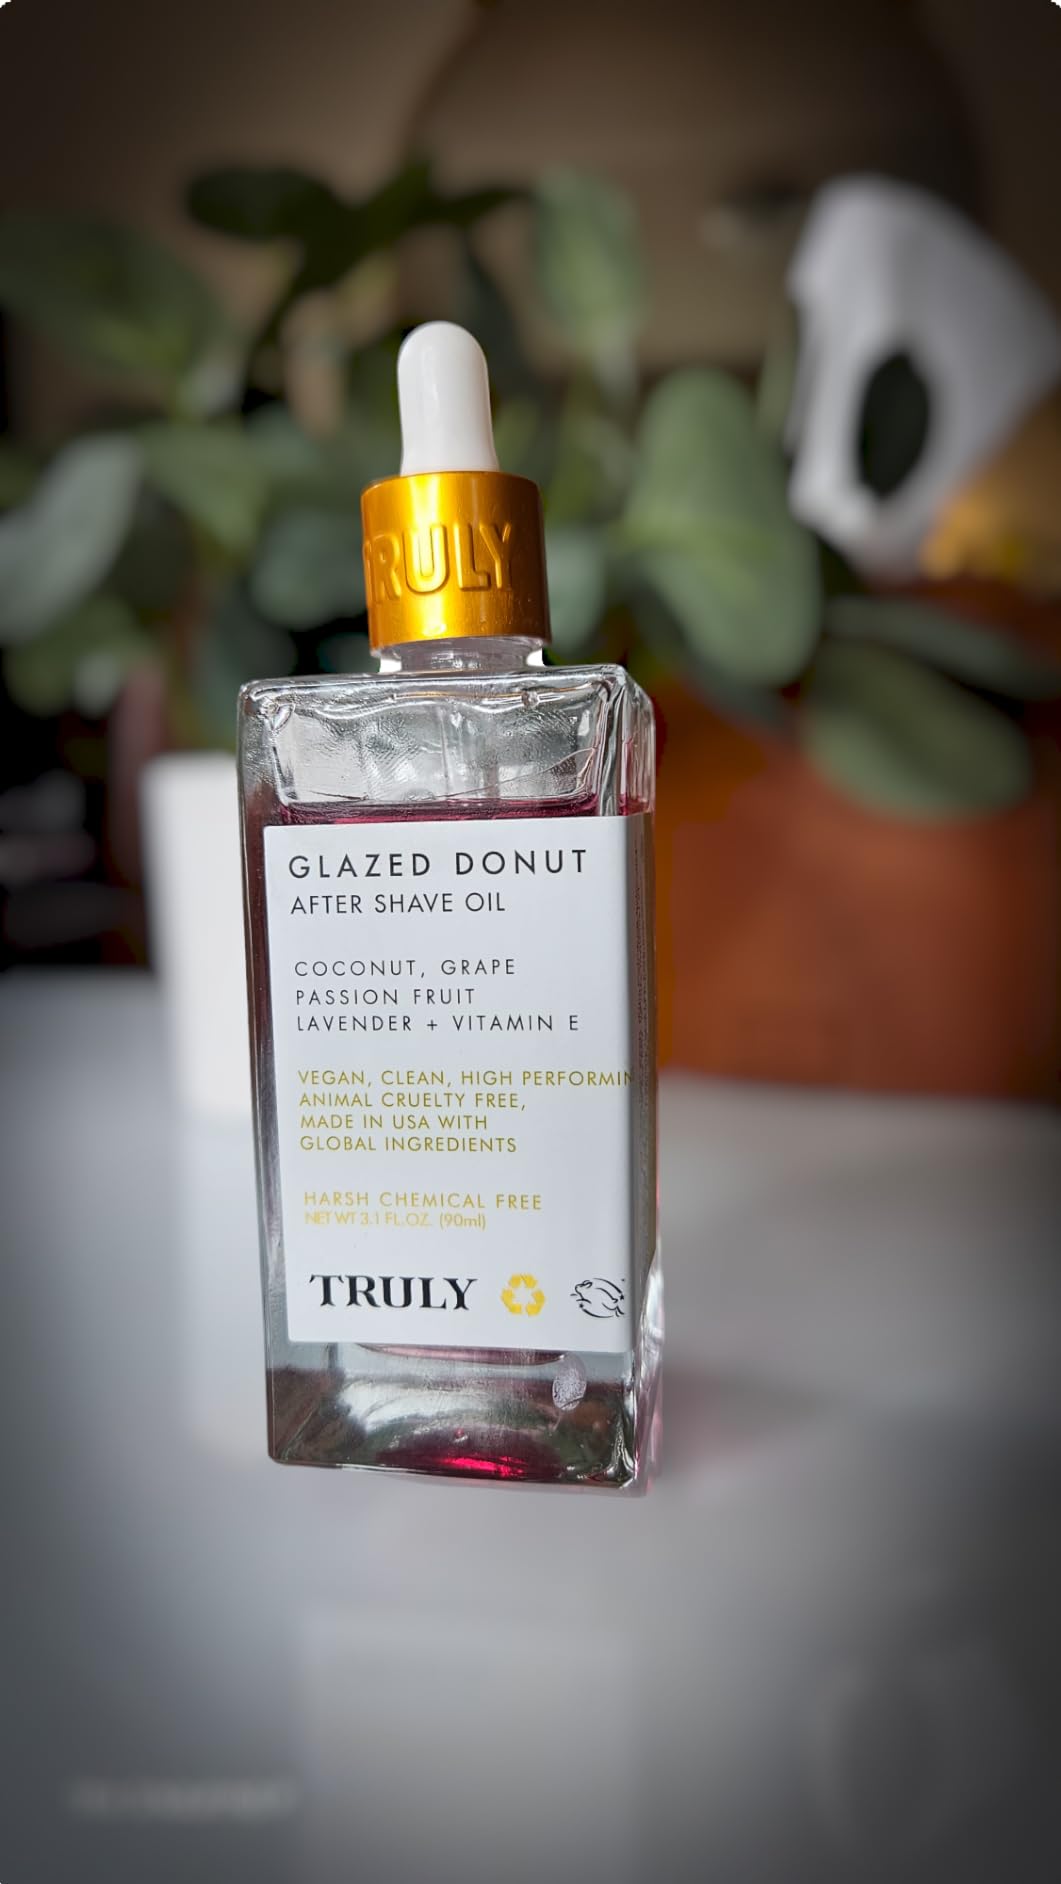 TRULY
GLAZED DONUT
AFTER SHAVE OIL
COCONUT, GRAPE
PASSION FRUIT
LAVENDER + VITAMIN E
VEGAN, CLEAN, HIGH PERFORMIN
ANIMAL CRUELTY FREE,
MADE IN USA WITH
GLOBAL INGREDIENTS
HARSH CHEMICAL FREE
NET WT 3.1 FL.OZ. (90ml)
TRULY